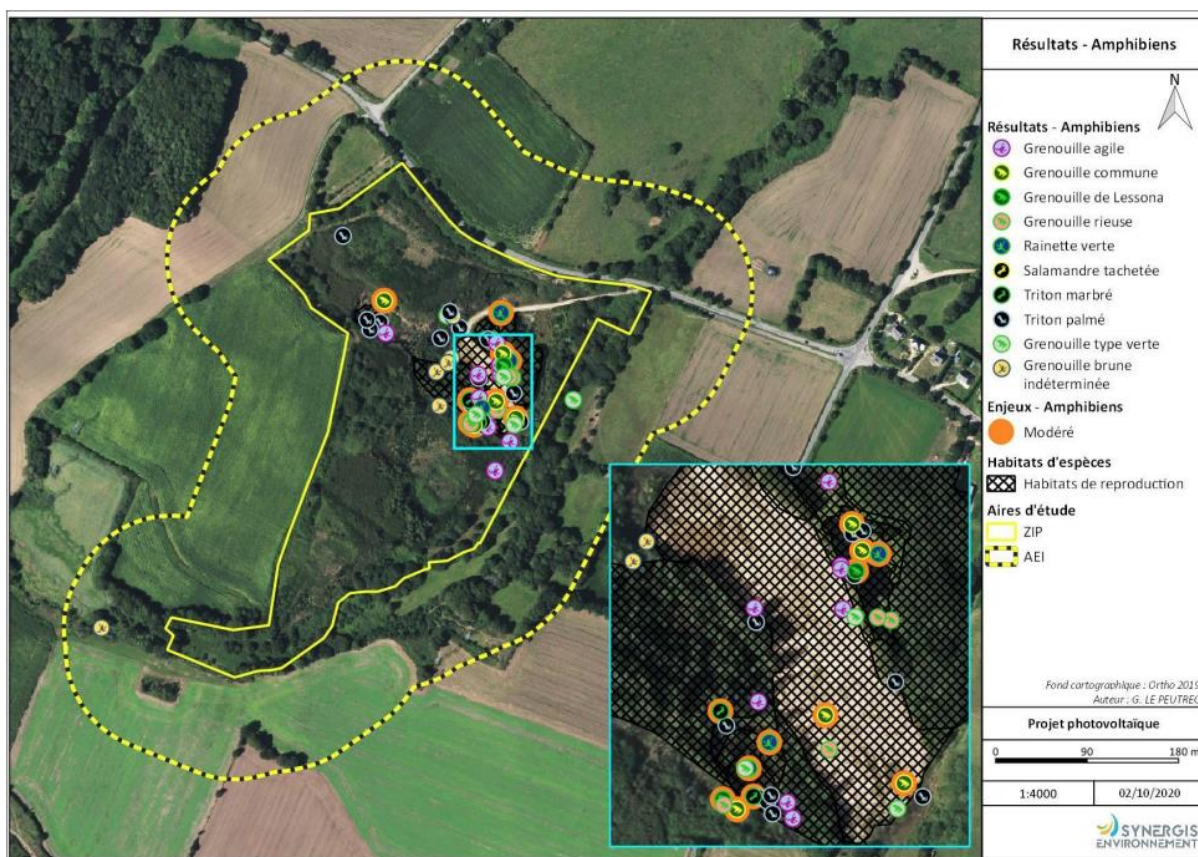 Résultats - Amphibiens
N
Résultats - Amphibiens
Grenouille agile
Grenouille commune
Grenouille de Lessona
Grenouille rieuse
Rainette verte
Salamandre tachetée
Triton marbré
Triton palmé
Grenouille type verte
Grenouille brune
indéterminée
Enjeux - Amphibiens
Modéré
Habitats d'espèces
Habitats de reproduction
Aires d'étude
ZIP
AEI
Fond cartographique : Ortho 2019
Auteur : G. LE PEUTREC
Projet photovoltaïque
0 90 180 m
1:4000 02/10/2020
SYNERGIS
ENVIRONNEMENT